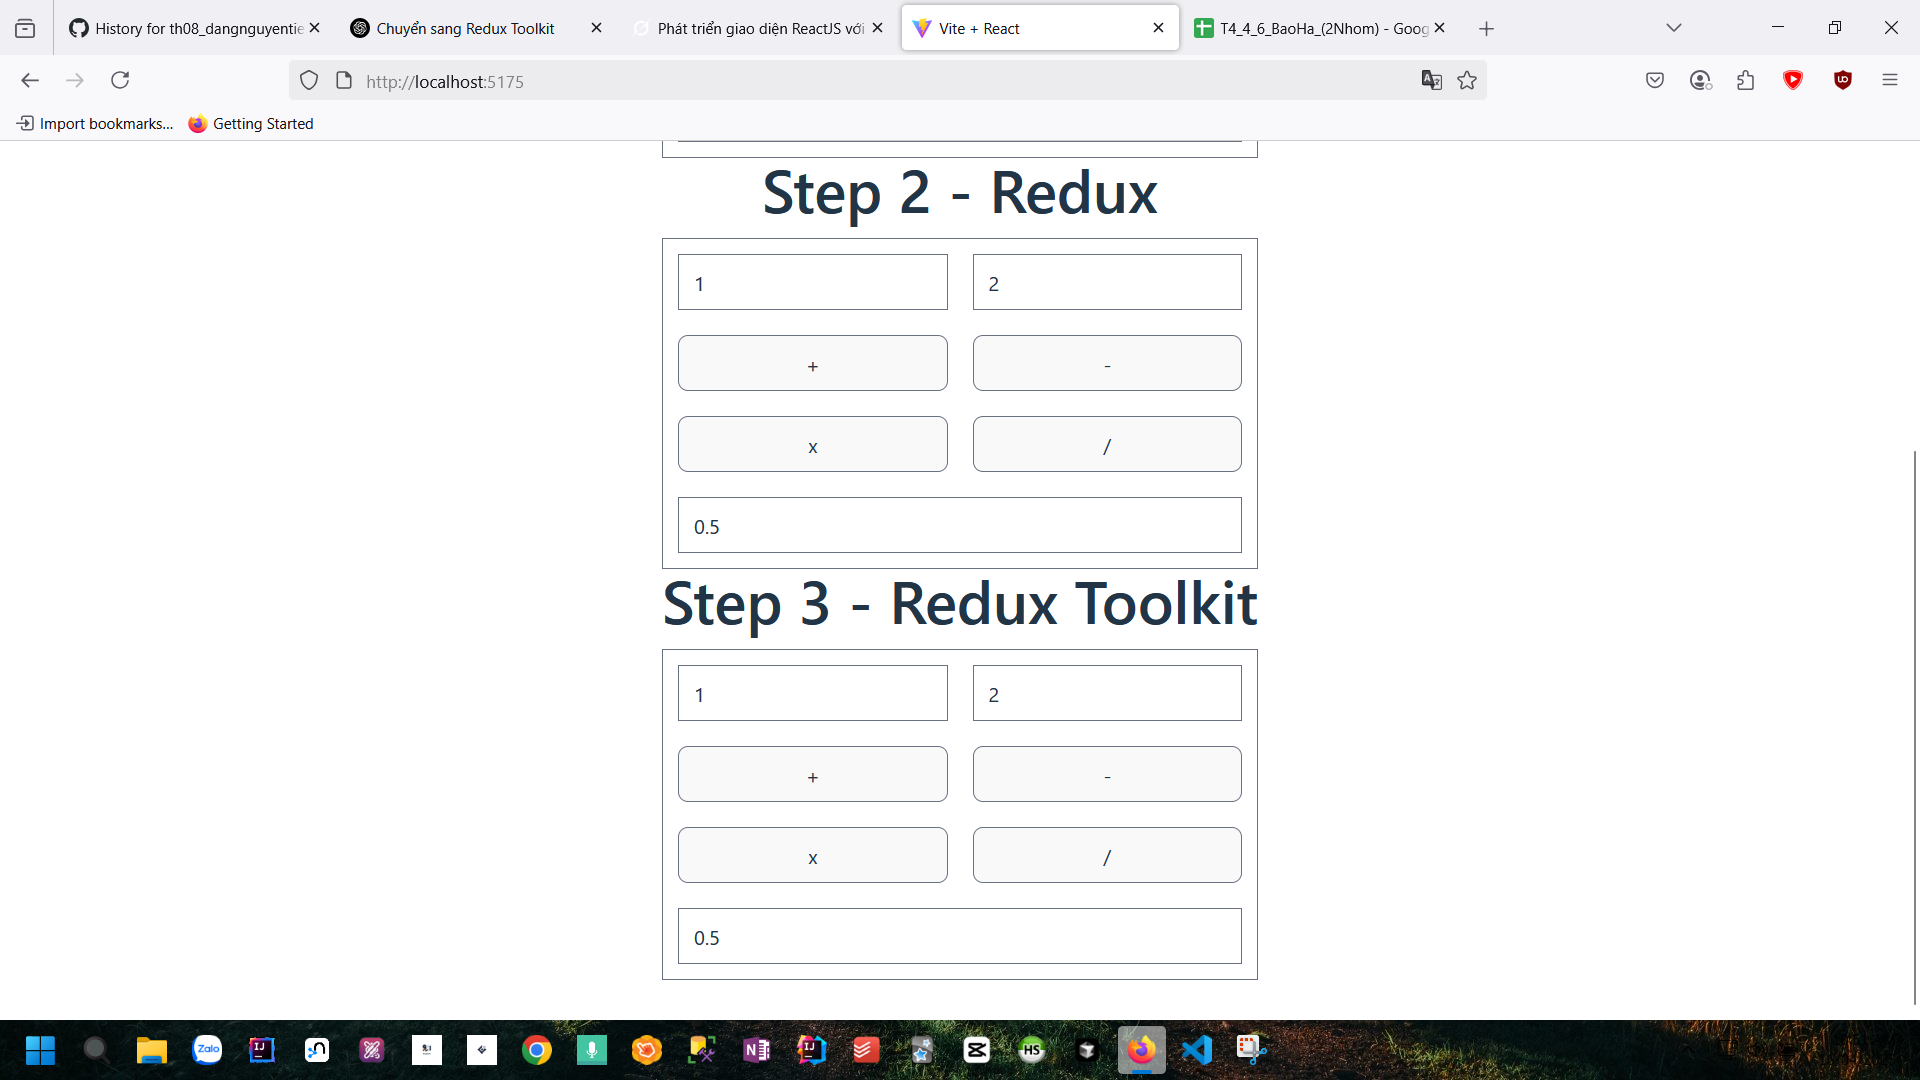 History for th08_dangnguyentie
Chuyển sang Redux Toolkit
Phát triển giao diện ReactJS với
Vite + React
T4_4_6_BaoHa_(2Nhom) - Goog
http://localhost:5175
Import bookmarks...
Getting Started
Step 2 - Redux
1
2
+
-
x
/
0.5
Step 3 - Redux Toolkit
1
2
+
-
x
/
0.5
Zalo
HS